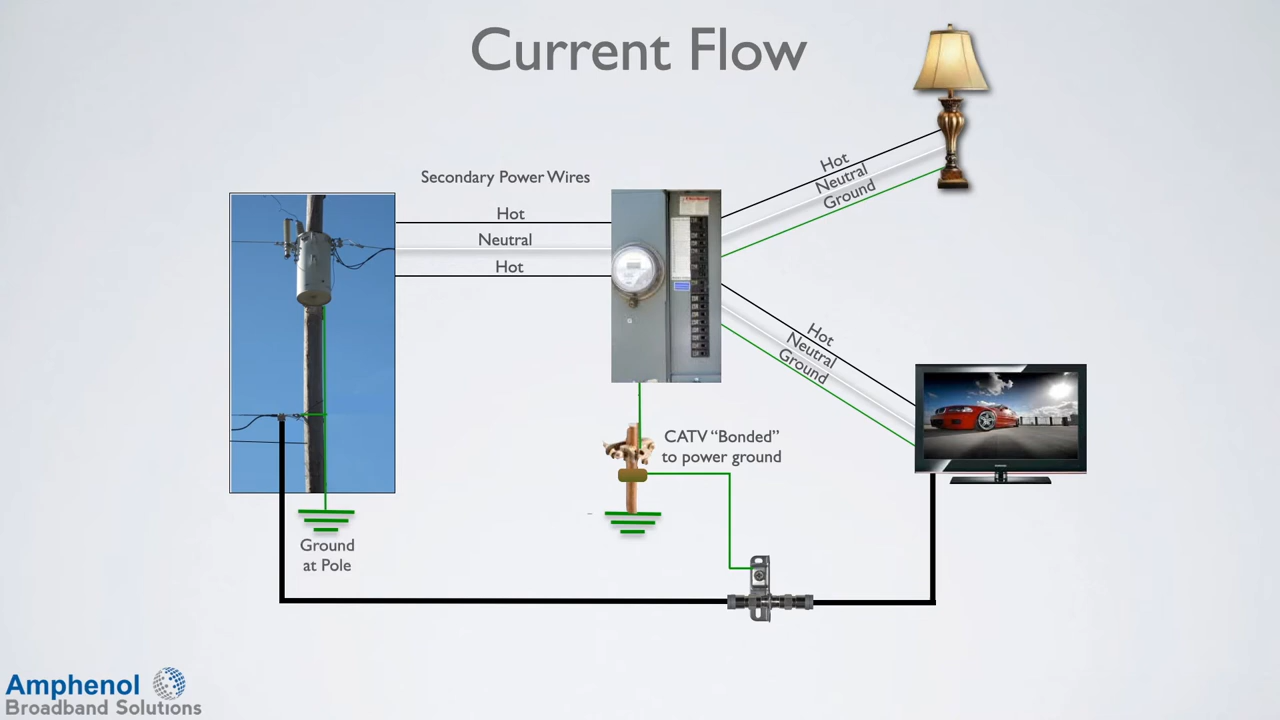 Current Flow
Secondary Power Wires
Hot
Neutral
Hot
Hot
Neutral
Ground
Hot
Neutral
Ground
CATV “Bonded”
to power ground
Ground
at Pole
Amphenol
Broadband Solutions